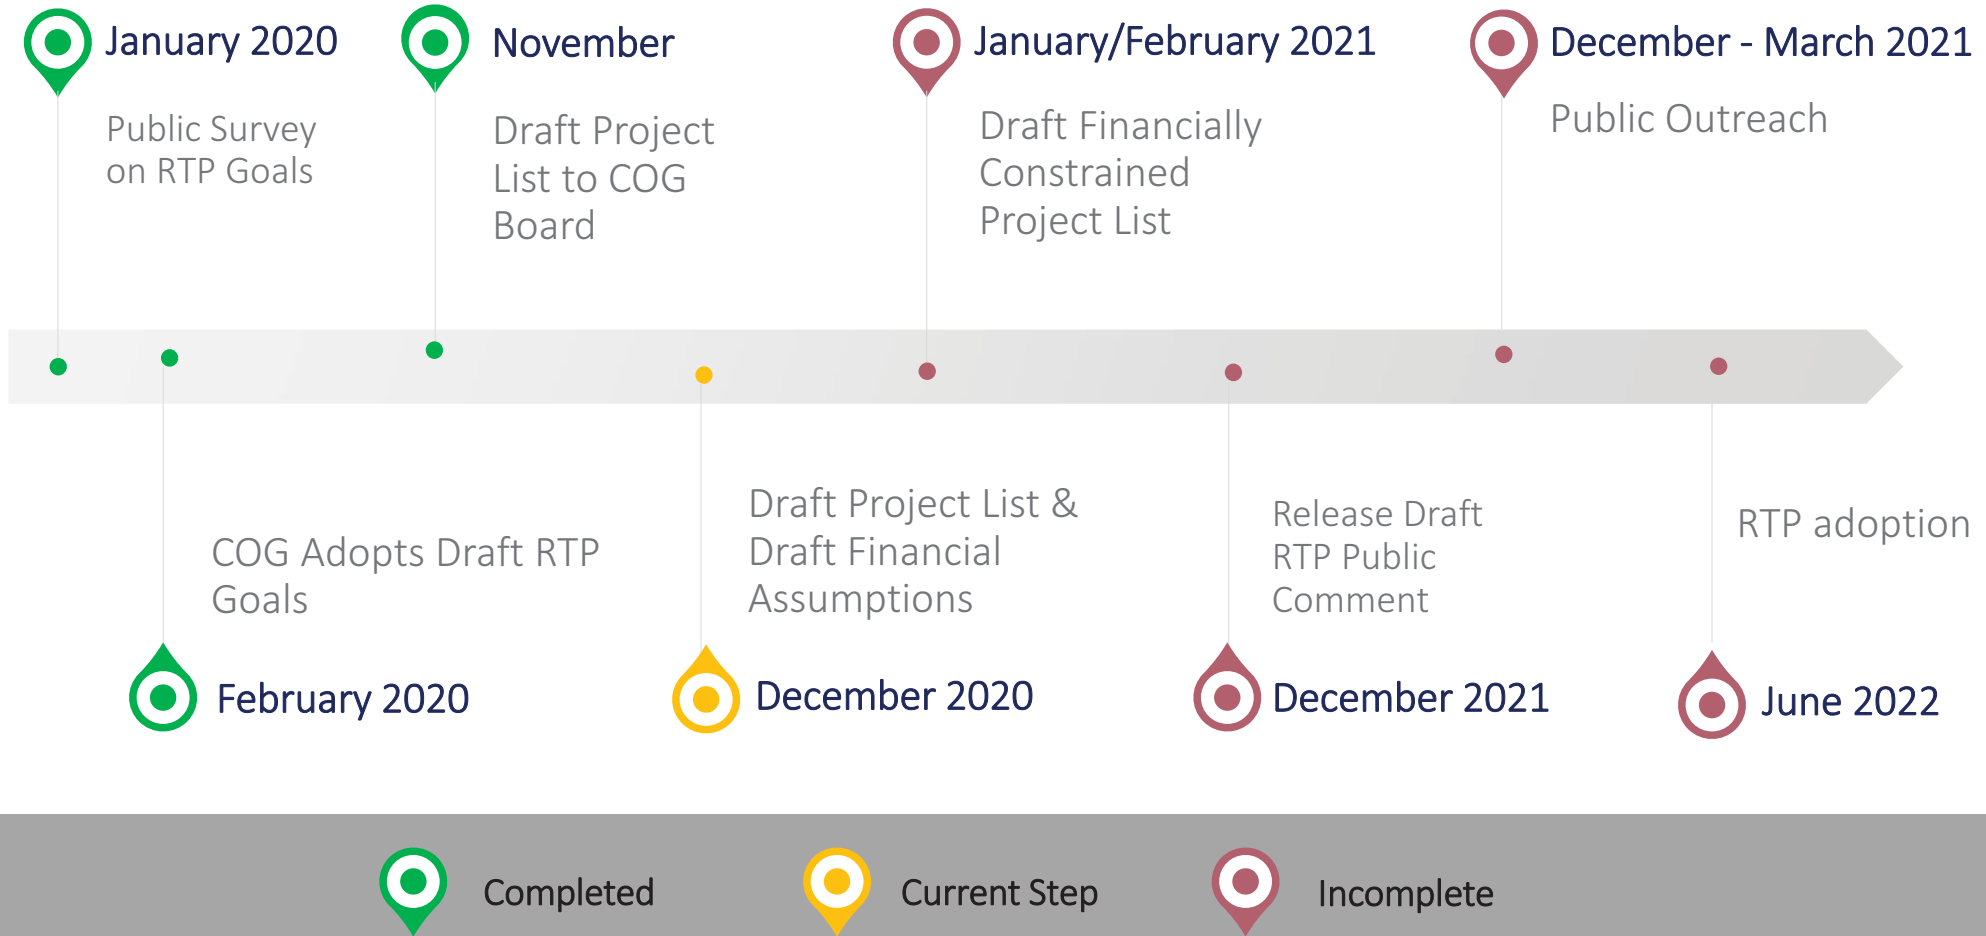 January 2020
Public Survey
on RTP Goals
November
Draft Project
List to COG
Board
January/February 2021
Draft Financially
Constrained
Project List
December - March 2021
Public Outreach
COG Adopts Draft RTP
Goals
February 2020
Draft Project List &
Draft Financial
Assumptions
December 2020
Release Draft
RTP Public
Comment
December 2021
RTP adoption
June 2022
Completed
Current Step
Incomplete